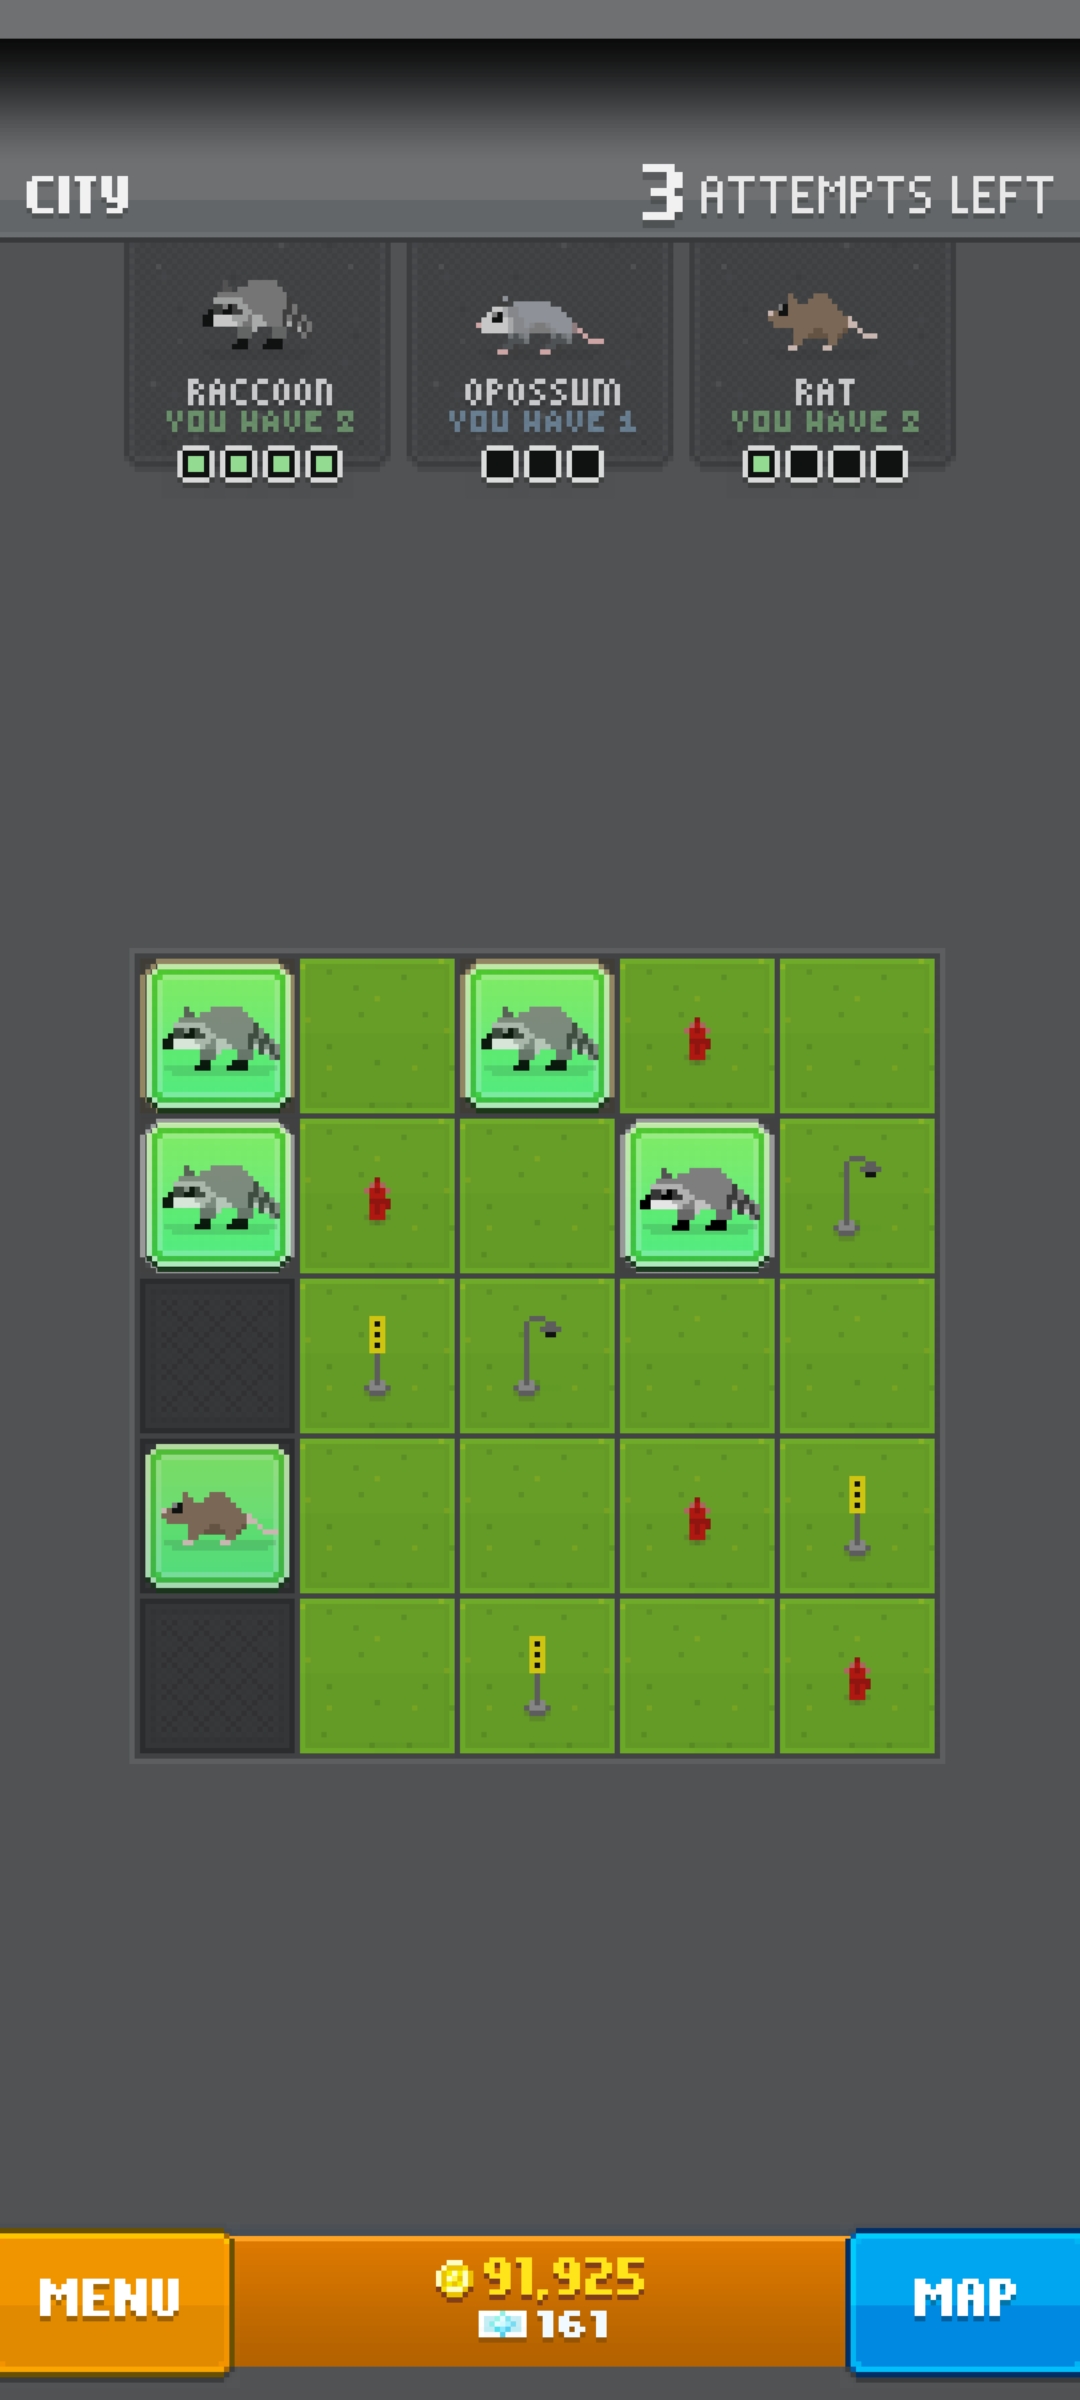 CITY
3 ATTEMPTS LEFT
RACCOON
YOU HAVE 2
OPOSSUM
YOU HAVE 1
RAT
YOU HAVE 2
MENU
91,925
161
MAP